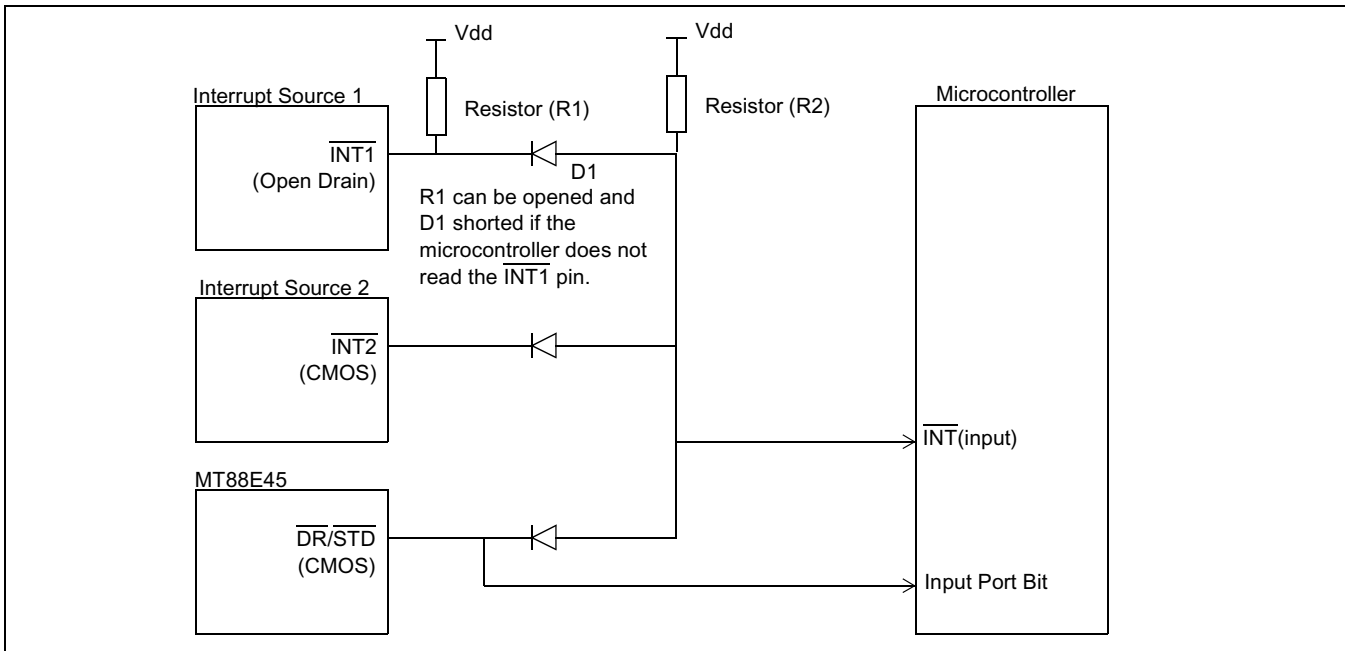 Vdd
Vdd
Interrupt Source 1
Resistor (R1)
Resistor (R2)
Microcontroller
INT1
(Open Drain)
D1
R1 can be opened and
D1 shorted if the
microcontroller does not
read the INT1 pin.
Interrupt Source 2
INT2
(CMOS)
INT(input)
MT88E45
DR/STD
(CMOS)
Input Port Bit